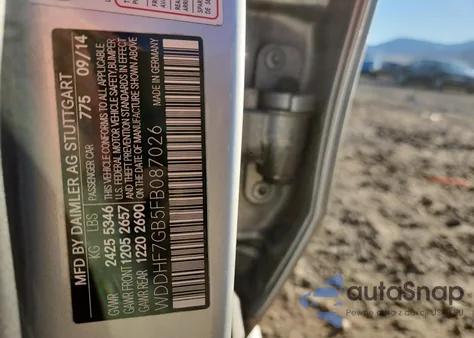 MFD BY DAIMLER AG STUTTGART
PASSENGER CAR 775 09/14
KG LBS
GVWR 2425 5346
GAWR FRONT 1205 2657
GAWR REAR 1220 2690
VEHICLE CONFORMS TO ALL APPLICABLE
U.S. FEDERAL MOTOR VEHICLE SAFETY BUMPER
AND THEFT PREVENTION STANDARDS IN EFFECT
ON THE DATE OF MANUFACTURE SHOWN ABOVE
WDDHF7GB5FB087026
MADE IN GERMANY
autoSnap